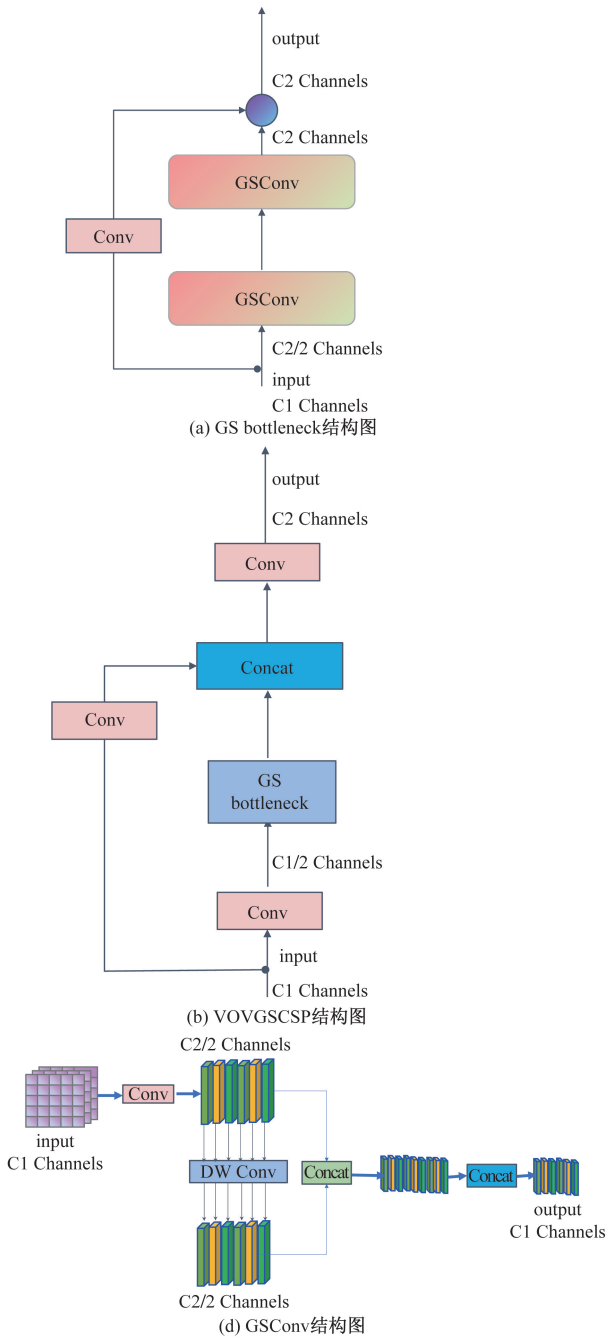 output
C2 Channels
C2 Channels
GSConv
Conv
GSConv
C2/2 Channels
input
C1 Channels
(a) GS bottleneck结构图
output
C2 Channels
Conv
Concat
Conv
GS
bottleneck
C1/2 Channels
Conv
input
C1 Channels
(b) VOVGSCSP结构图
C2/2 Channels
Conv
input
C1 Channels
DW Conv
Concat
Concat
output
C1 Channels
C2/2 Channels
(d) GSConv结构图